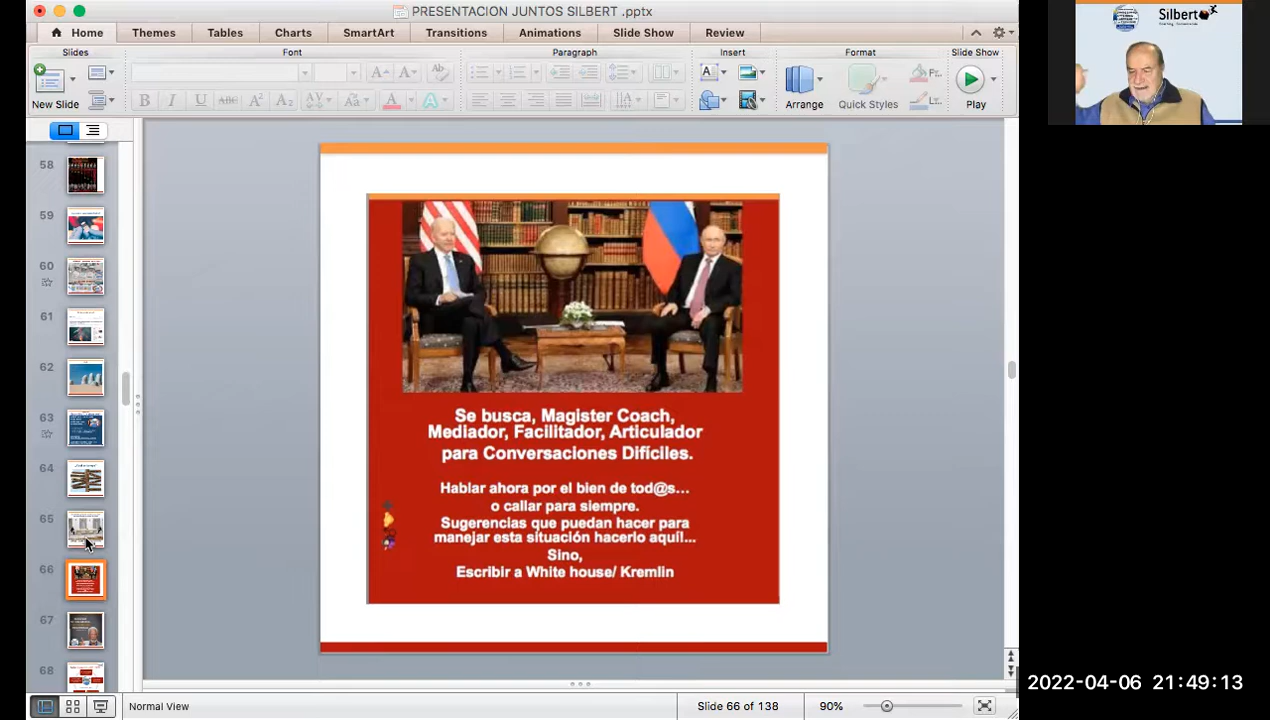 PRESENTACION JUNTOS SILBERT .pptx
Home Themes Tables Charts SmartArt Transitions Animations Slide Show Review
Slides Font Paragraph Insert Format Slide Show
New Slide Arrange Quick Styles Play
58
59
60
61
62
63
64
65
66
67
68
Se busca, Magister Coach,
Mediador, Facilitador, Articulador
para Conversaciones Difíciles.
Hablar ahora por el bien de tod@s...
o callar para siempre.
Sugerencias que puedan hacer para
manejar esta situación hacerlo aquí!...
Sino,
Escribir a White house/ Kremlin
Normal View Slide 66 of 138 90%
Silbert
2022-04-06 21:49:13